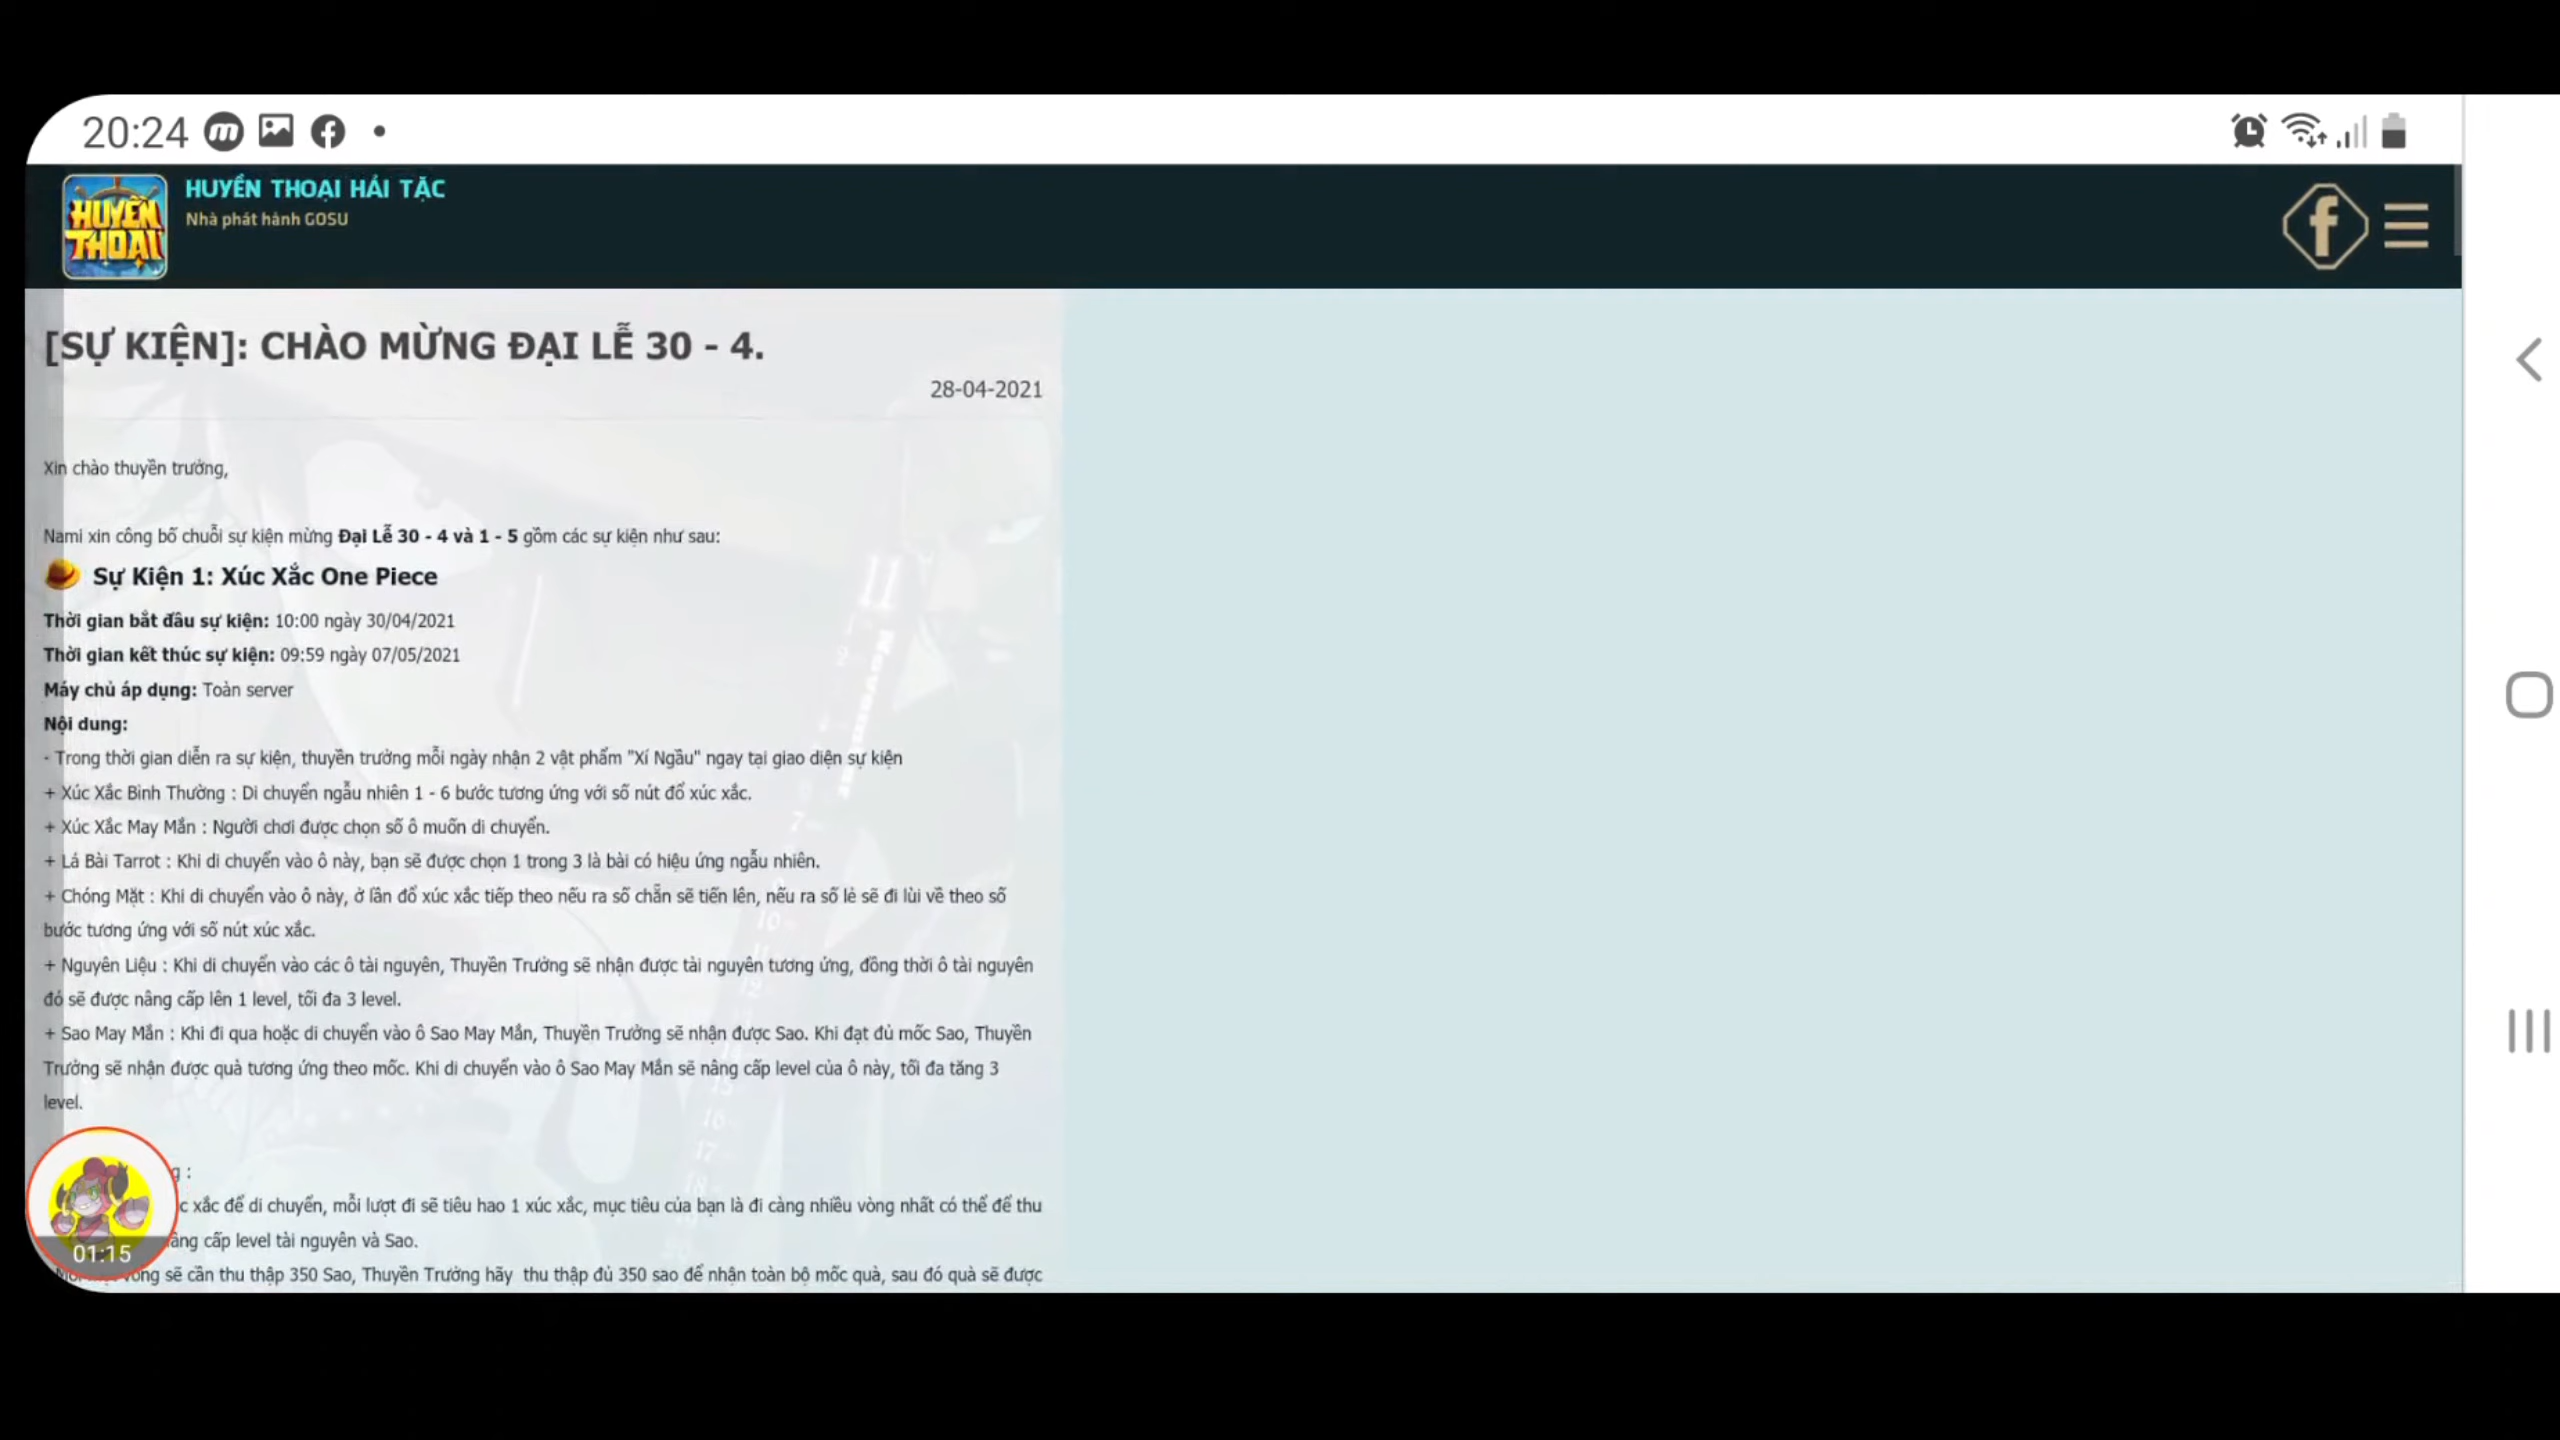 20:24
HUYỀN THOẠI
HUYỀN THOẠI HẢI TẶC
Nhà phát hành GOSU
[SỰ KIỆN]: CHÀO MỪNG ĐẠI LỄ 30 - 4.
28-04-2021
Xin chào thuyền trưởng,
Nami xin công bố chuỗi sự kiện mừng Đại Lễ 30 - 4 và 1 - 5 gồm các sự kiện như sau:
Sự Kiện 1: Xúc Xắc One Piece
Thời gian bắt đầu sự kiện: 10:00 ngày 30/04/2021
Thời gian kết thúc sự kiện: 09:59 ngày 07/05/2021
Máy chủ áp dụng: Toàn server
Nội dung:
- Trong thời gian diễn ra sự kiện, thuyền trưởng mỗi ngày nhận 2 vật phẩm "Xí Ngầu" ngay tại giao diện sự kiện
+ Xúc Xắc Bình Thường : Di chuyển ngẫu nhiên 1 - 6 bước tương ứng với số nút đổ xúc xắc.
+ Xúc Xắc May Mắn : Người chơi được chọn số ô muốn di chuyển.
+ Lá Bài Tarrot : Khi di chuyển vào ô này, bạn sẽ được chọn 1 trong 3 là bài có hiệu ứng ngẫu nhiên.
+ Chóng Mặt : Khi di chuyển vào ô này, ở lần đổ xúc xắc tiếp theo nếu ra số chẵn sẽ tiến lên, nếu ra số lẻ sẽ đi lùi về theo số
bước tương ứng với số nút xúc xắc.
+ Nguyên Liệu : Khi di chuyển vào các ô tài nguyên, Thuyền Trưởng sẽ nhận được tài nguyên tương ứng, đồng thời ô tài nguyên
đó sẽ được nâng cấp lên 1 level, tối đa 3 level.
+ Sao May Mắn : Khi đi qua hoặc di chuyển vào ô Sao May Mắn, Thuyền Trưởng sẽ nhận được Sao. Khi đạt đủ mốc Sao, Thuyền
Trưởng sẽ nhận được quà tương ứng theo mốc. Khi di chuyển vào ô Sao May Mắn sẽ nâng cấp level của ô này, tối đa tăng 3
level.
xắc để di chuyển, mỗi lượt đi sẽ tiêu hao 1 xúc xắc, mục tiêu của bạn là đi càng nhiều vòng nhất có thể để thu
cấp level tài nguyên và Sao.
01:15
vòng sẽ cần thu thập 350 Sao, Thuyền Trưởng hãy thu thập đủ 350 sao để nhận toàn bộ mốc quà, sau đó quà sẽ được